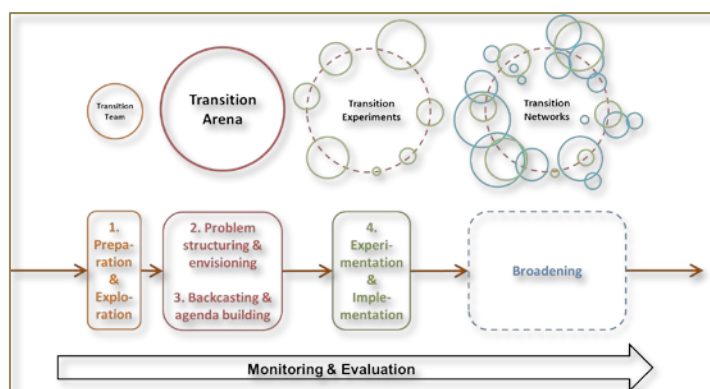 Transition
Team
Transition
Arena
Transition
Experiments
Transition
Networks
1.
Prepa-
ration
&
Explo-
ration
2. Problem
structuring &
envisioning
3. Backcasting &
agenda building
4.
Experi-
mentation
&
Imple-
mentation
Broadening
Monitoring & Evaluation